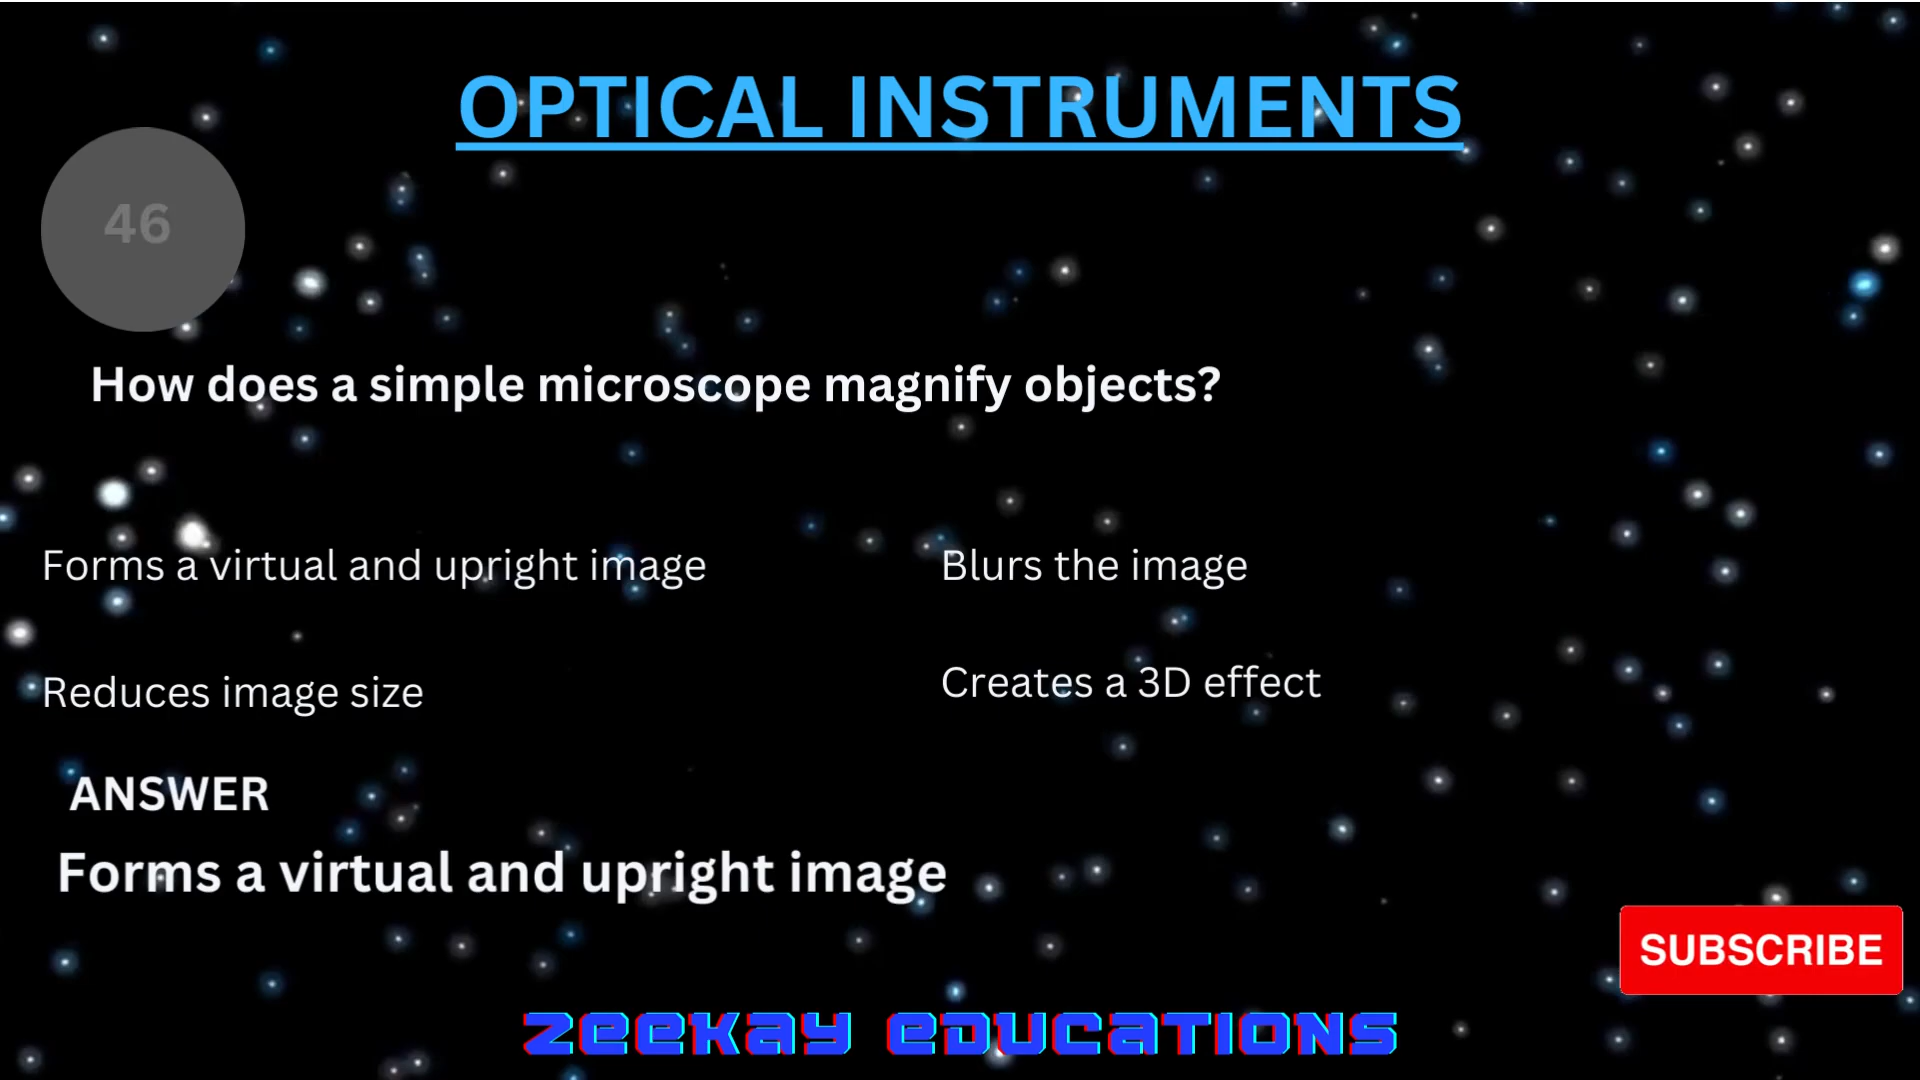 OPTICAL INSTRUMENTS
46
How does a simple microscope magnify objects?
Forms a virtual and upright image
Blurs the image
Reduces image size
Creates a 3D effect
ANSWER
Forms a virtual and upright image
SUBSCRIBE
ZEEKAY EDUCATIONS